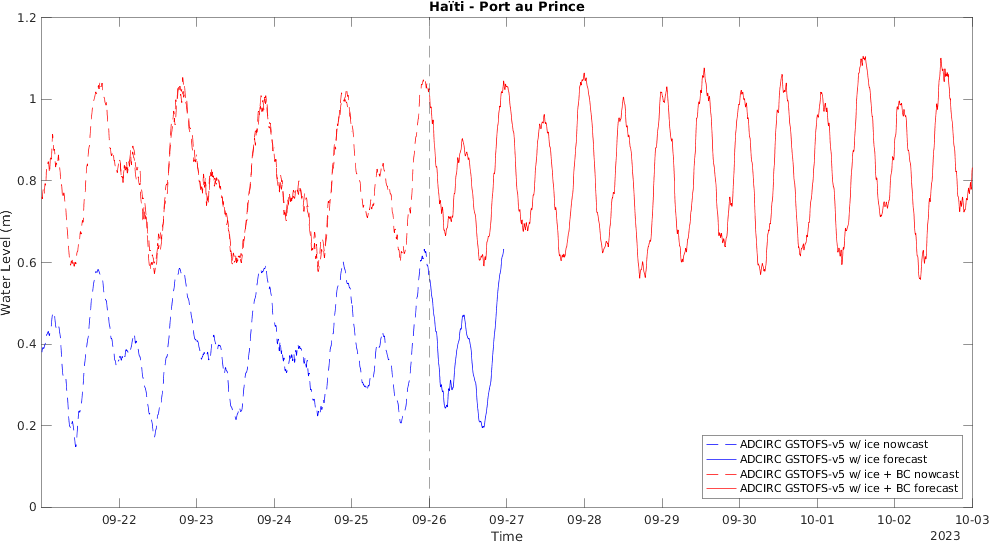 Haïti - Port au Prince
1.2
1
0.8
0.6
0.4
0.2
0
Water Level (m)
09-22 09-23 09-24 09-25 09-26 09-27 09-28 09-29 09-30 10-01 10-02 10-03
Time
2023
ADCIRC GSTOFS-v5 w/ ice nowcast
ADCIRC GSTOFS-v5 w/ ice forecast
ADCIRC GSTOFS-v5 w/ ice + BC nowcast
ADCIRC GSTOFS-v5 w/ ice + BC forecast